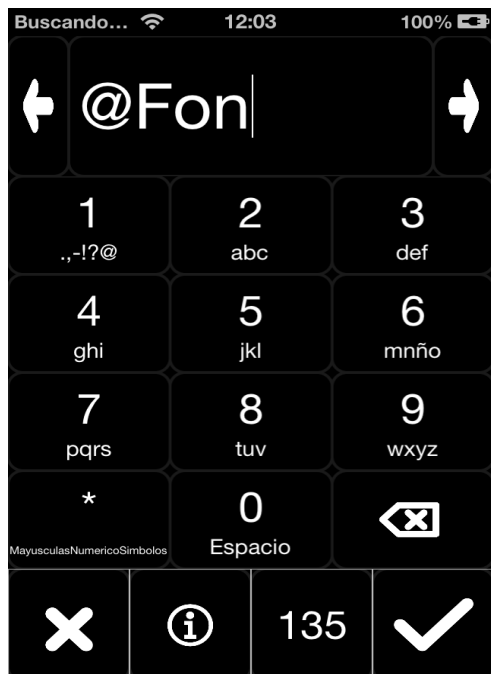 Buscando... 12:03 100%
@Fon
1 2 3
.,-!?@ abc def
4 5 6
ghi jkl mnño
7 8 9
pqrs tuv wxyz
* 0
MayusculasNumericoSimbolos Espacio
135